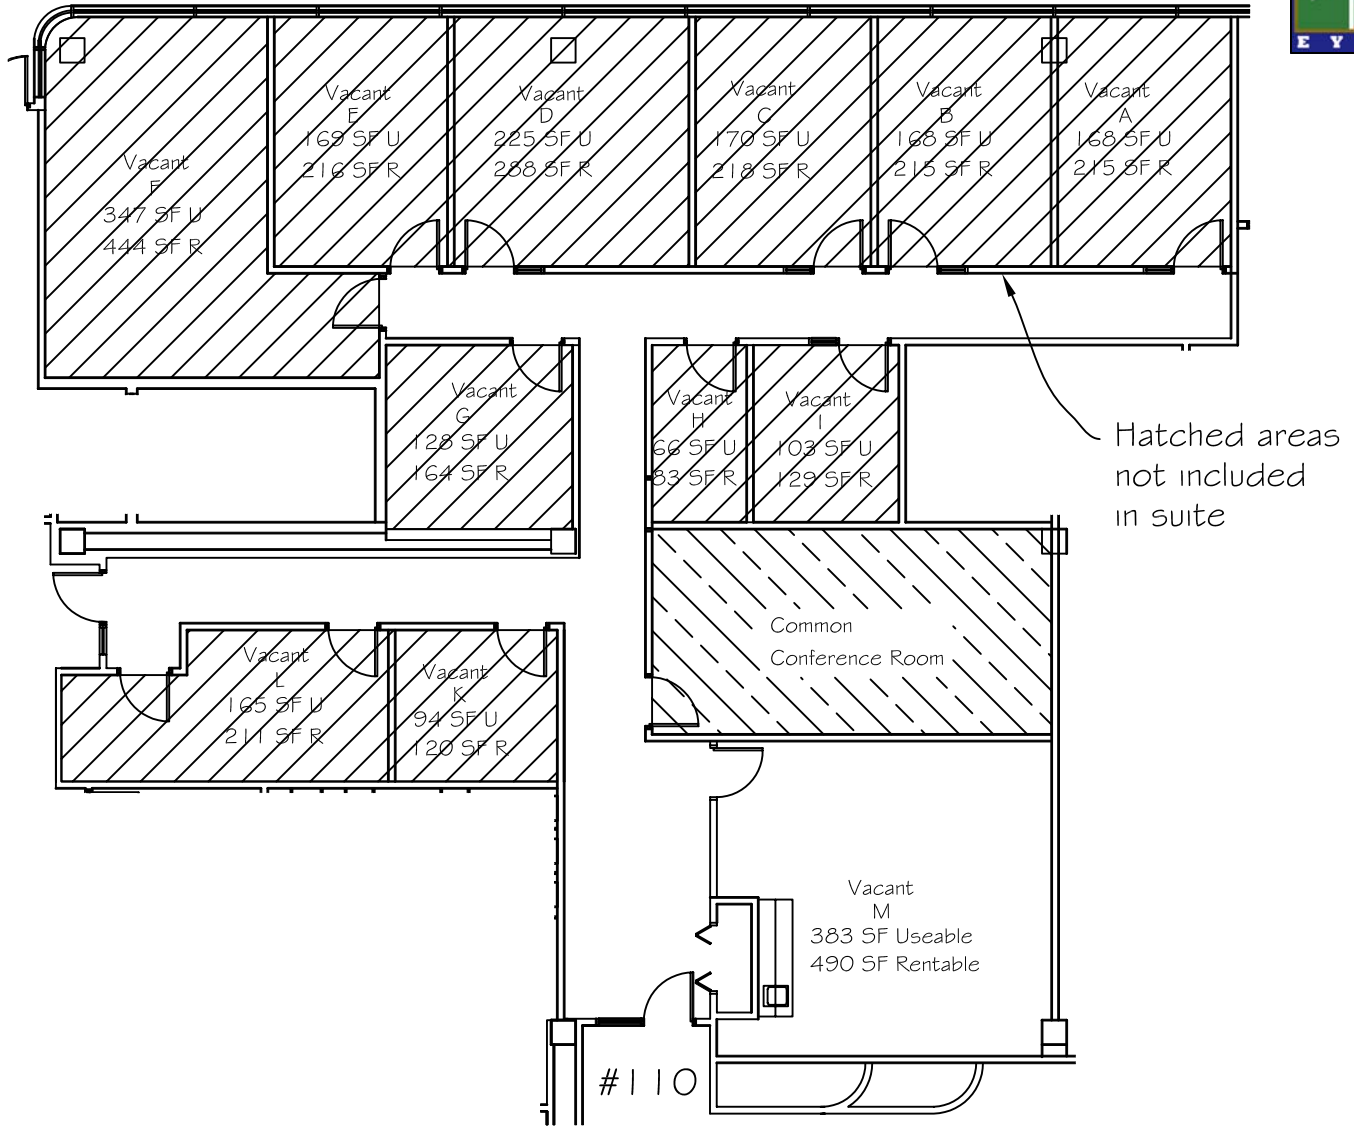 E Y
Vacant
E
169 SF U
216 SF R
Vacant
D
225 SF U
288 SF R
Vacant
C
170 SF U
218 SF R
Vacant
B
168 SF U
215 SF R
Vacant
A
168 SF U
215 SF R
Vacant
F
347 SF U
444 SF R
Vacant
G
128 SF U
164 SF R
Vacant
H
66 SF U
83 SF R
Vacant
I
103 SF U
129 SF R
Hatched areas
not included
in suite
Common
Conference Room
Vacant
L
165 SF U
211 SF R
Vacant
K
94 SF U
120 SF R
Vacant
M
383 SF Useable
490 SF Rentable
#110